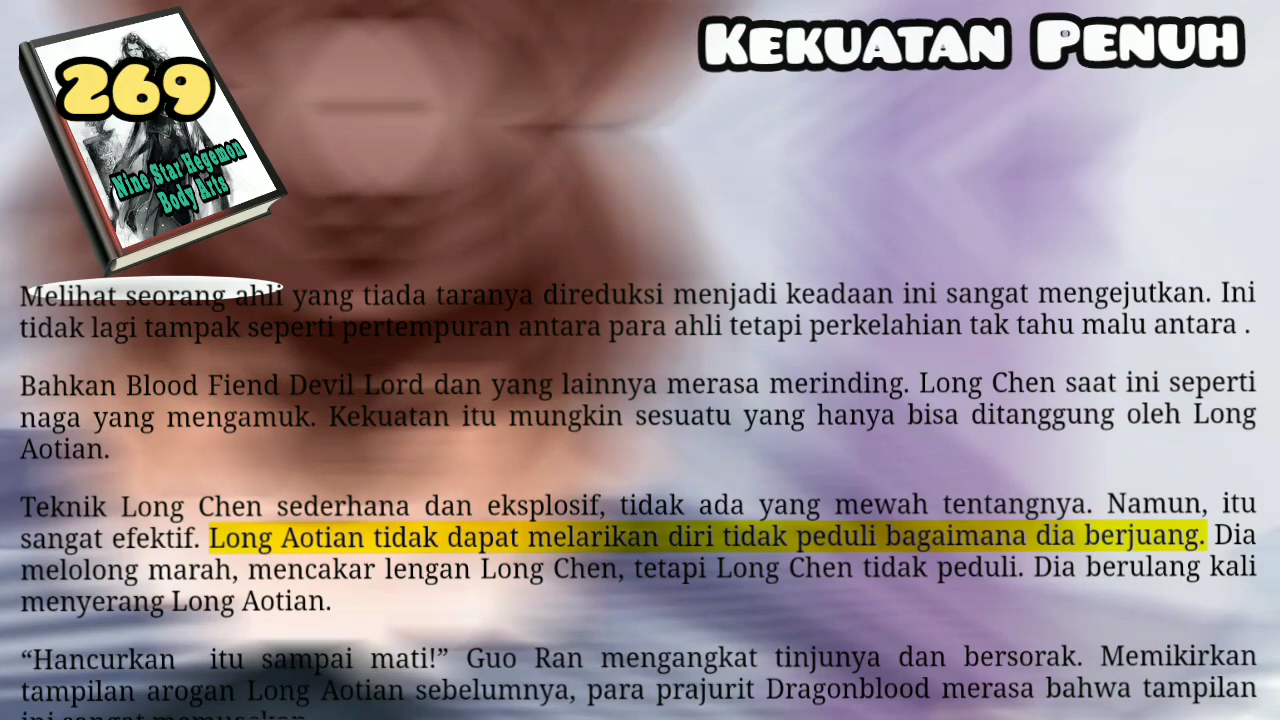 269
Nine Star Hegemon
Body Arts
KEKUATAN PENUH
Melihat seorang ahli yang tiada taranya direduksi menjadi keadaan ini sangat mengejutkan. Ini
tidak lagi tampak seperti pertempuran antara para ahli tetapi perkelahian tak tahu malu antara .
Bahkan Blood Fiend Devil Lord dan yang lainnya merasa merinding. Long Chen saat ini seperti
naga yang mengamuk. Kekuatan itu mungkin sesuatu yang hanya bisa ditanggung oleh Long
Aotian.
Teknik Long Chen sederhana dan eksplosif, tidak ada yang mewah tentangnya. Namun, itu
sangat efektif. Long Aotian tidak dapat melarikan diri tidak peduli bagaimana dia berjuang. Dia
melolong marah, mencakar lengan Long Chen, tetapi Long Chen tidak peduli. Dia berulang kali
menyerang Long Aotian.
“Hancurkan itu sampai mati!” Guo Ran mengangkat tinjunya dan bersorak. Memikirkan
tampilan arogan Long Aotian sebelumnya, para prajurit Dragonblood merasa bahwa tampilan
ini sangat memuaskan.